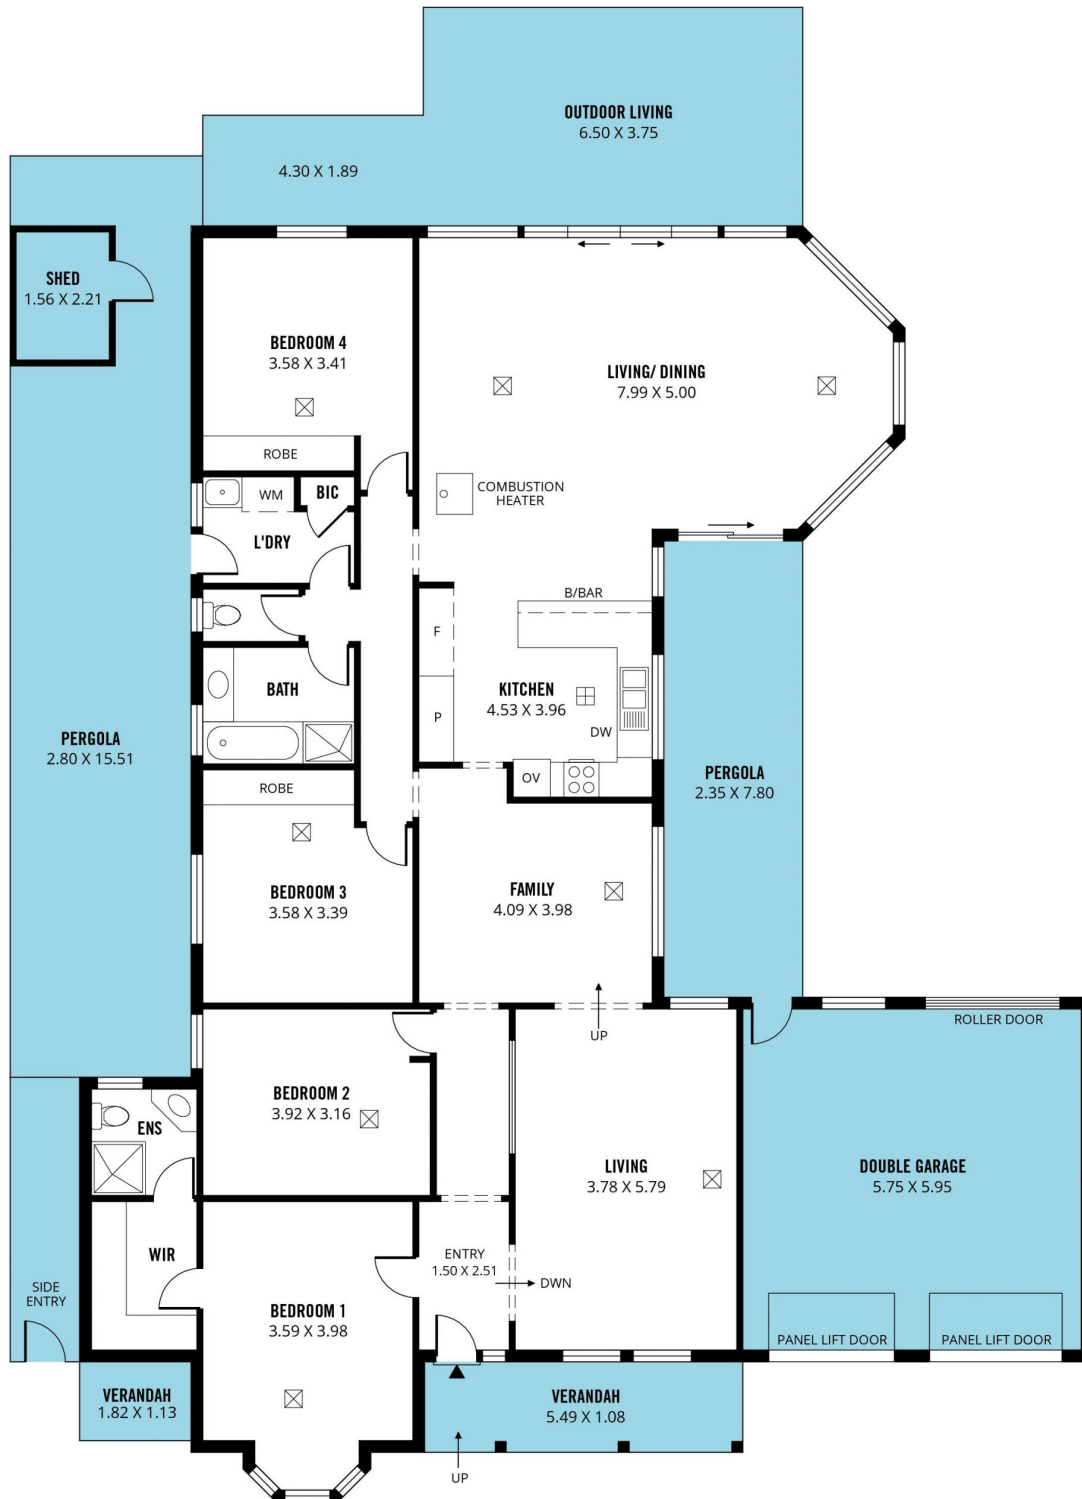 OUTDOOR LIVING
6.50 X 3.75
4.30 X 1.89
SHED
1.56 X 2.21
BEDROOM 4
3.58 X 3.41
ROBE
LIVING/ DINING
7.99 X 5.00
COMBUSTION
HEATER
WM
BIC
L'DRY
B/BAR
F
KITCHEN
4.53 X 3.96
P
DW
OV
BATH
PERGOLA
2.80 X 15.51
PERGOLA
2.35 X 7.80
ROBE
BEDROOM 3
3.58 X 3.39
FAMILY
4.09 X 3.98
UP
ROLLER DOOR
BEDROOM 2
3.92 X 3.16
ENS
LIVING
3.78 X 5.79
DOUBLE GARAGE
5.75 X 5.95
WIR
ENTRY
1.50 X 2.51
DWN
SIDE
ENTRY
BEDROOM 1
3.59 X 3.98
PANEL LIFT DOOR
PANEL LIFT DOOR
VERANDAH
1.82 X 1.13
VERANDAH
5.49 X 1.08
UP